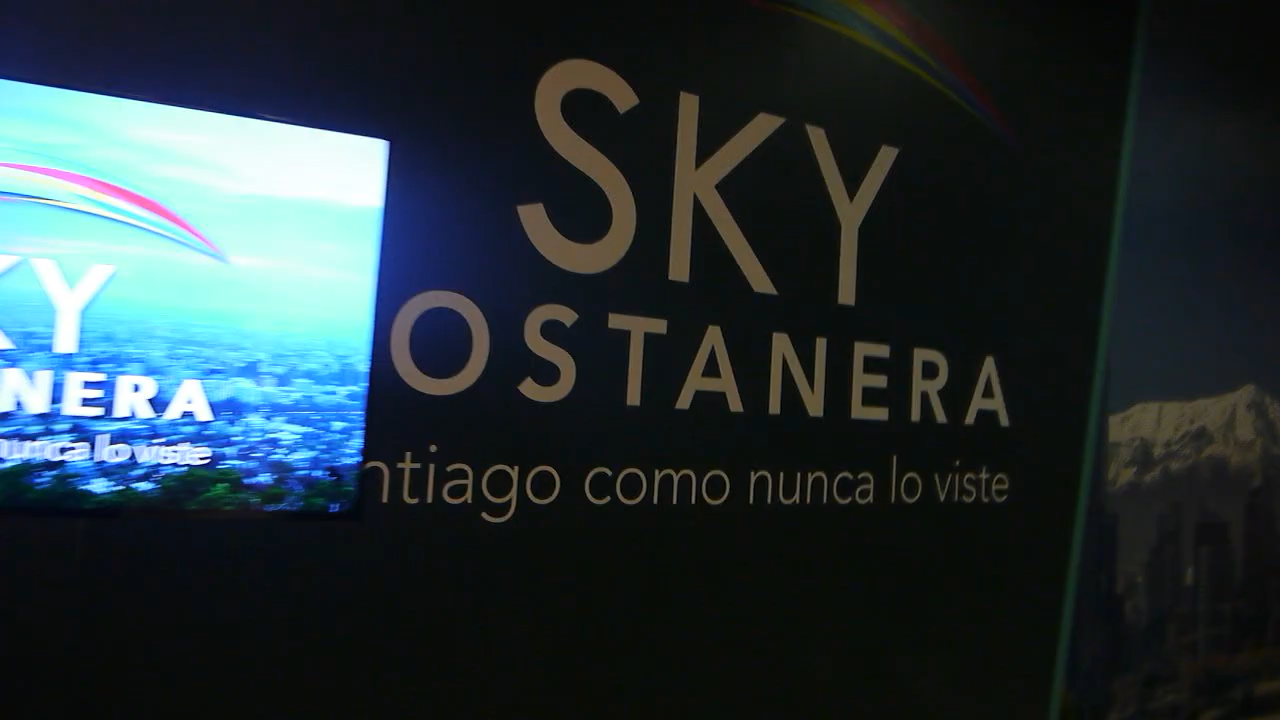 SKY
OSTANERA
ntiago como nunca lo viste
KY
NERA
nunca lo viste